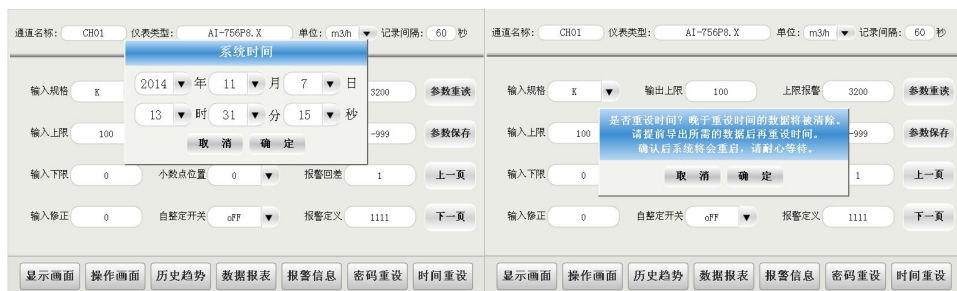 通道名称: CH01 仪表类型: AI-756P8.X 单位: m3/h 记录间隔: 60 秒
系统时间
2014 年 11 月 7 日
13 时 31 分 15 秒
取 消 确 定
输入规格 K 3200 参数重读
输入上限 100 -999 参数保存
输入下限 0 小数点位置 0 报警回差 1 上一页
输入修正 0 自整定开关 oFF 报警定义 1111 下一页
显示画面 操作画面 历史趋势 数据报表 报警信息 密码重设 时间重设
通道名称: CH01 仪表类型: AI-756P8.X 单位: m3/h 记录间隔: 60 秒
输入规格 K 输出上限 100 上限报警 3200 参数重读
是否重设时间?晚于重设时间的数据将被清除。
请提前导出所需的数据后再重设时间。
确认后系统将会重启,请耐心等待。
取 消 确 定
输入上限 100 -999 参数保存
输入下限 0 1 上一页
输入修正 0 自整定开关 oFF 报警定义 1111 下一页
显示画面 操作画面 历史趋势 数据报表 报警信息 密码重设 时间重设